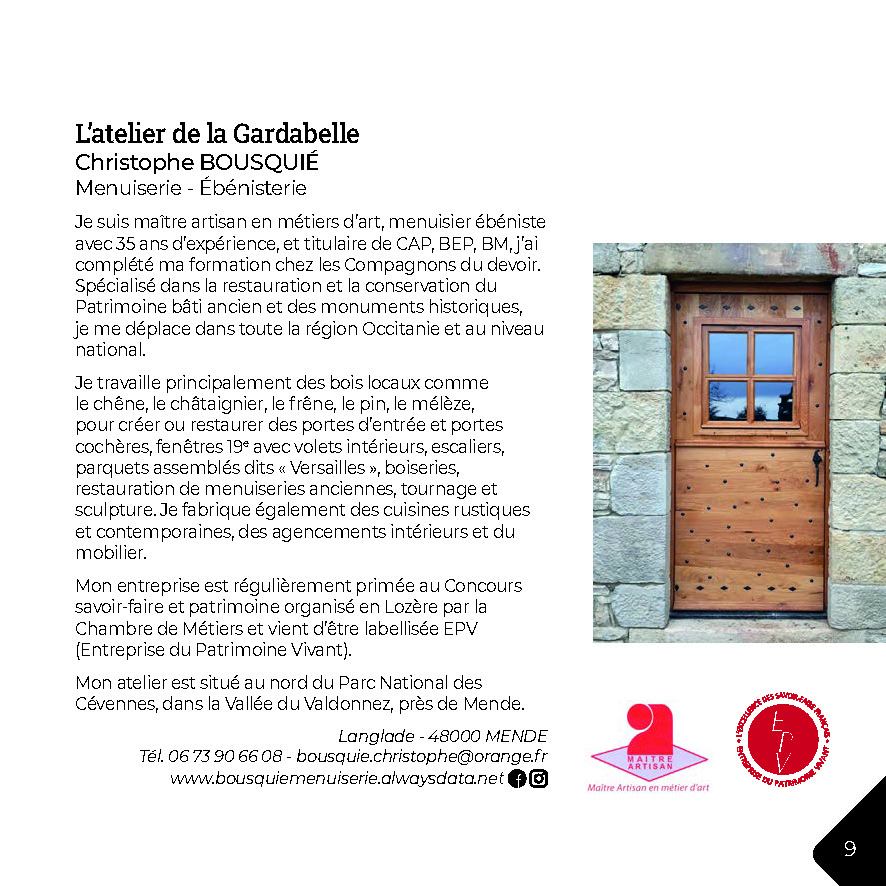 L’atelier de la Gardabelle
Christophe BOUSQUIÉ
Menuiserie - Ébénisterie
Je suis maître artisan en métiers d’art, menuisier ébéniste
avec 35 ans d’expérience, et titulaire de CAP, BEP, BM, j’ai
complété ma formation chez les Compagnons du devoir.
Spécialisé dans la restauration et la conservation du
Patrimoine bâti ancien et des monuments historiques,
je me déplace dans toute la région Occitanie et au niveau
national.
Je travaille principalement des bois locaux comme
le chêne, le châtaignier, le frêne, le pin, le mélèze,
pour créer ou restaurer des portes d’entrée et portes
cochères, fenêtres 19ᵉ avec volets intérieurs, escaliers,
parquets assemblés dits « Versailles », boiseries,
restauration de menuiseries anciennes, tournage et
sculpture. Je fabrique également des cuisines rustiques
et contemporaines, des agencements intérieurs et du
mobilier.
Mon entreprise est régulièrement primée au Concours
savoir-faire et patrimoine organisé en Lozère par la
Chambre de Métiers et vient d’être labellisée EPV
(Entreprise du Patrimoine Vivant).
Mon atelier est situé au nord du Parc National des
Cévennes, dans la Vallée du Valdonnez, près de Mende.
Langlade - 48000 MENDE
Tél. 06 73 90 66 08 - bousquie.christophe@orange.fr
www.bousquiemenuiserie.alwaysdata.net
MAITRE
ARTISAN
Maître Artisan en métier d’art
L’EXCELLENCE DES SAVOIR-FAIRE FRANÇAIS
EPV
ENTREPRISE DU PATRIMOINE VIVANT
9